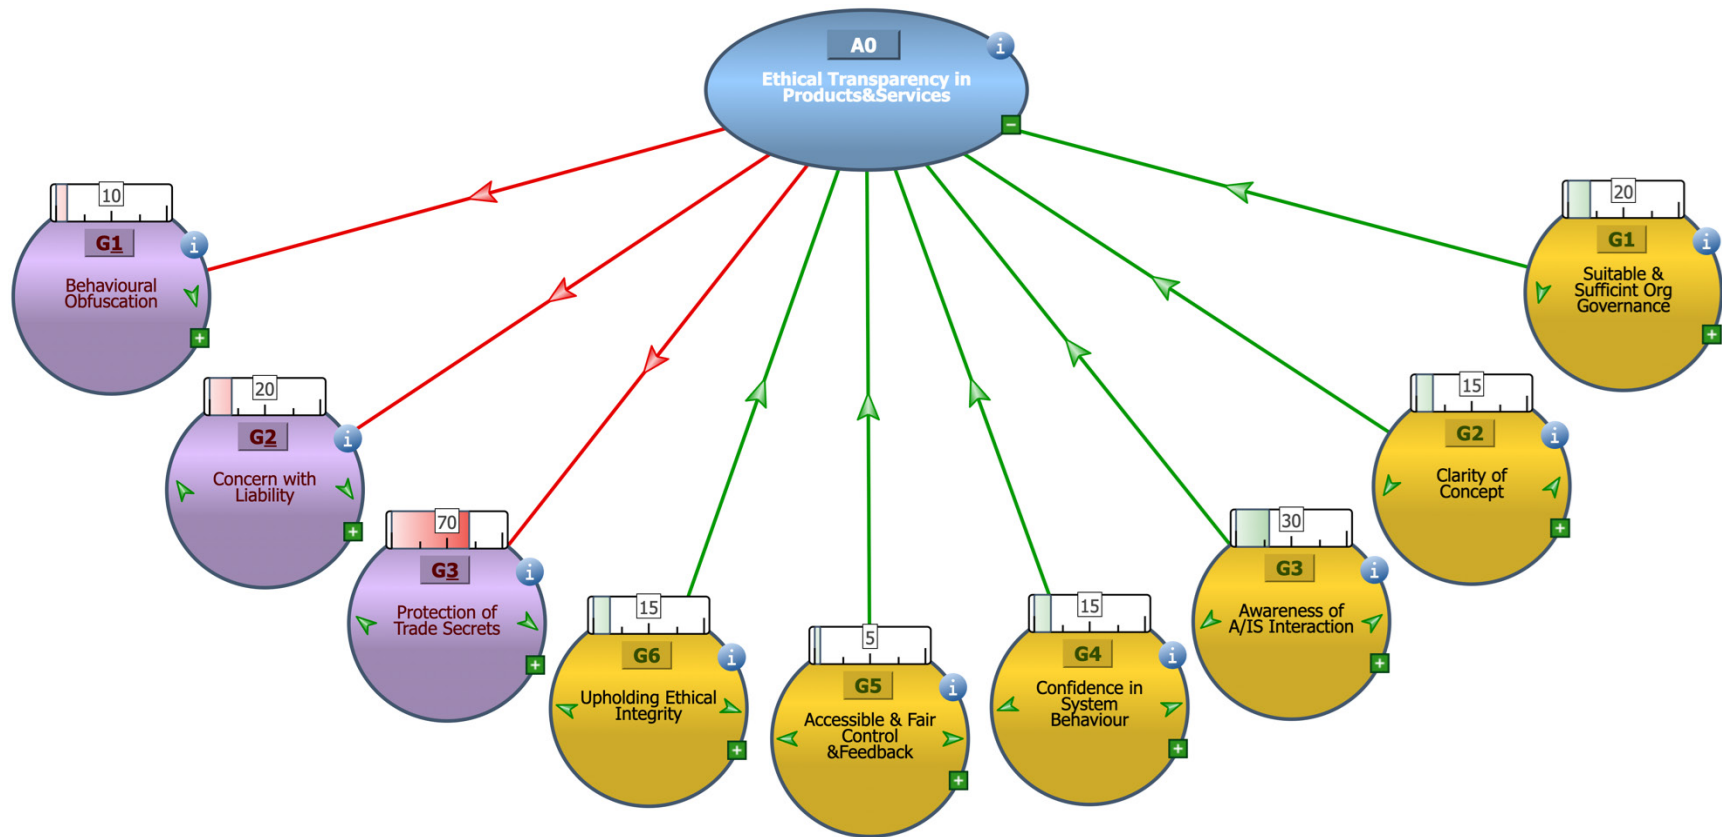 A0
Ethical Transparency in
Products&Services
i
−
10
G1
i
Behavioural
Obfuscation
+
20
G2
i
Concern with
Liability
+
70
G3
i
Protection of
Trade Secrets
+
15
G6
i
Upholding Ethical
Integrity
+
5
G5
i
Accessible & Fair
Control
&Feedback
+
15
G4
i
Confidence in
System
Behaviour
+
30
G3
i
Awareness of
A/IS Interaction
+
15
G2
i
Clarity of
Concept
+
20
G1
i
Suitable &
Sufficint Org
Governance
+